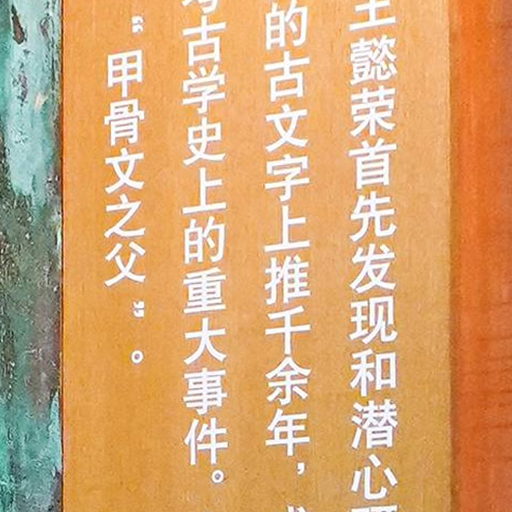 王懿荣首先发现和潜心
的古文字上推千余年，
考古学史上的重大事件。
“甲骨文之父”。